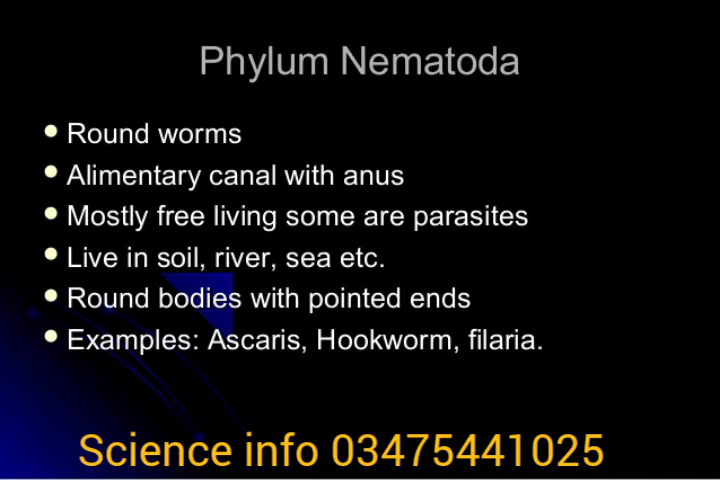 Phylum Nematoda
Round worms
Alimentary canal with anus
Mostly free living some are parasites
Live in soil, river, sea etc.
Round bodies with pointed ends
Examples: Ascaris, Hookworm, filaria.
Science info 03475441025